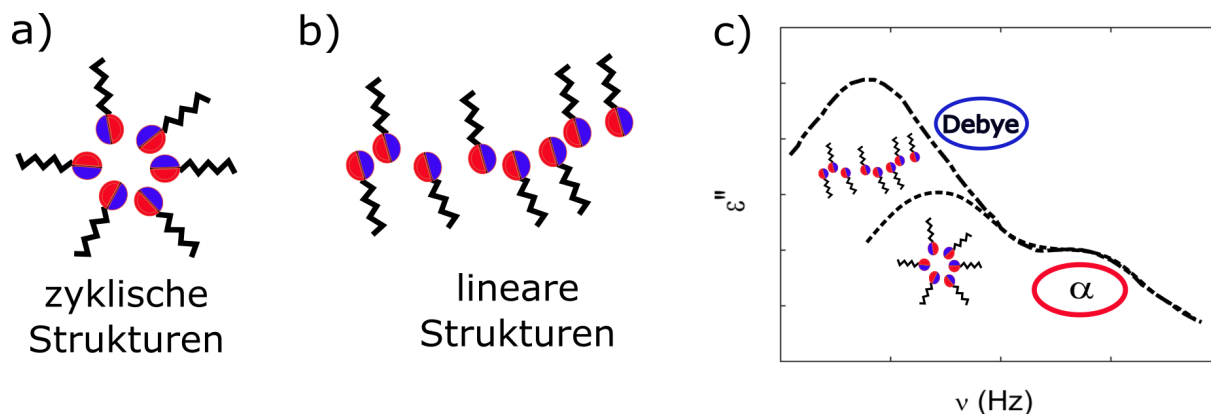 a)
zyklische
Strukturen
b)
lineare
Strukturen
c)
ε"
Debye
α
ν (Hz)